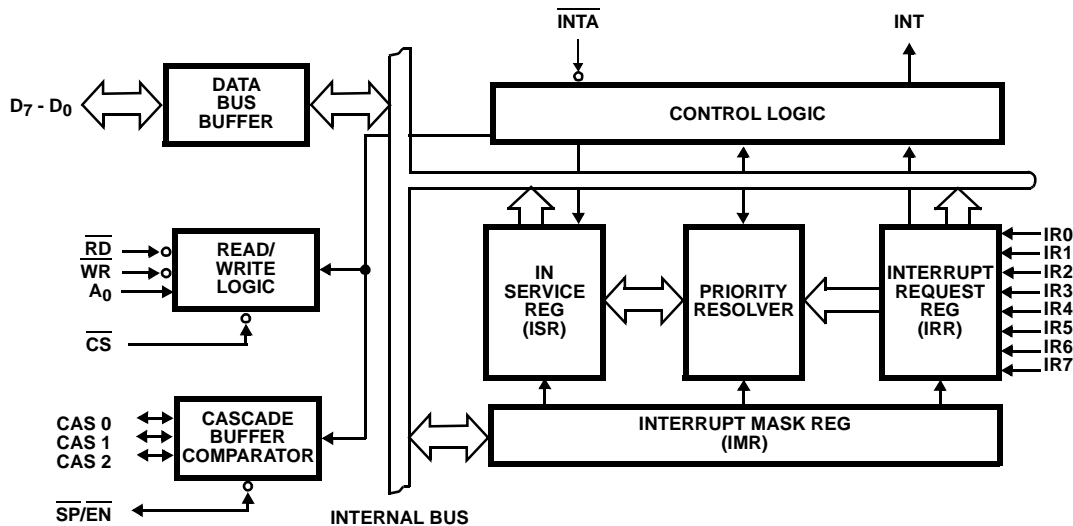 INTA
INT
D7 - D0
DATA
BUS
BUFFER
CONTROL LOGIC
RD
WR
A0
READ/
WRITE
LOGIC
CS
IN
SERVICE
REG
(ISR)
PRIORITY
RESOLVER
INTERRUPT
REQUEST
REG
(IRR)
IR0
IR1
IR2
IR3
IR4
IR5
IR6
IR7
CAS 0
CAS 1
CAS 2
CASCADE
BUFFER
COMPARATOR
INTERRUPT MASK REG
(IMR)
SP/EN
INTERNAL BUS